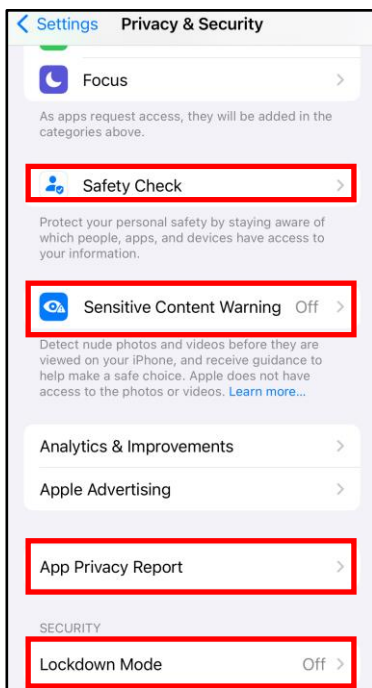 Settings Privacy & Security
Focus
As apps request access, they will be added in the
categories above.
Safety Check
Protect your personal safety by staying aware of
which people, apps, and devices have access to
your information.
Sensitive Content Warning Off
Detect nude photos and videos before they are
viewed on your iPhone, and receive guidance to
help make a safe choice. Apple does not have
access to the photos or videos. Learn more...
Analytics & Improvements
Apple Advertising
App Privacy Report
SECURITY
Lockdown Mode Off